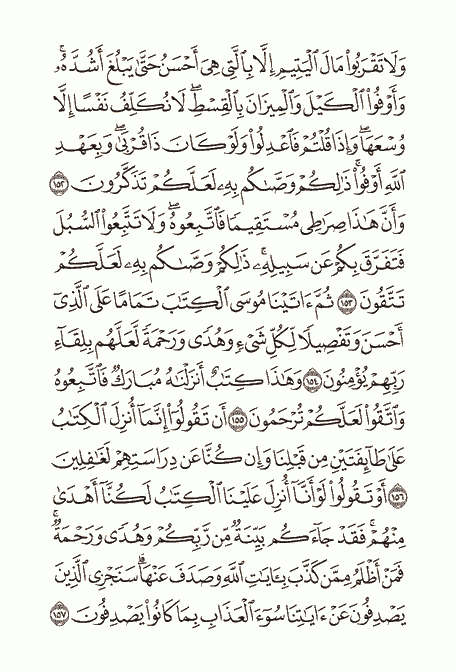 وَلَا تَقۡرَبُواْ مَالَ ٱلۡيَتِيمِ إِلَّا بِٱلَّتِي هِيَ أَحۡسَنُ حَتَّىٰ يَبۡلُغَ أَشُدَّهُۥۚ
وَأَوۡفُواْ ٱلۡكَيۡلَ وَٱلۡمِيزَانَ بِٱلۡقِسۡطِۖ لَا نُكَلِّفُ نَفۡسًا إِلَّا
وُسۡعَهَاۖ وَإِذَا قُلۡتُمۡ فَٱعۡدِلُواْ وَلَوۡ كَانَ ذَا قُرۡبَىٰۖ وَبِعَهۡدِ
ٱللَّهِ أَوۡفُواْۚ ذَٰلِكُمۡ وَصَّىٰكُم بِهِۦ لَعَلَّكُمۡ تَذَكَّرُونَ ١٥٢
وَأَنَّ هَٰذَا صِرَٰطِي مُسۡتَقِيمٗا فَٱتَّبِعُوهُۖ وَلَا تَتَّبِعُواْ ٱلسُّبُلَ
فَتَفَرَّقَ بِكُمۡ عَن سَبِيلِهِۦۚ ذَٰلِكُمۡ وَصَّىٰكُم بِهِۦ لَعَلَّكُمۡ
تَتَّقُونَ ١٥٣ ثُمَّ ءَاتَيۡنَا مُوسَى ٱلۡكِتَٰبَ تَمَامًا عَلَى ٱلَّذِيٓ
أَحۡسَنَ وَتَفۡصِيلٗا لِّكُلِّ شَيۡءٖ وَهُدٗى وَرَحۡمَةٗ لَّعَلَّهُم بِلِقَآءِ
رَبِّهِمۡ يُؤۡمِنُونَ ١٥٤ وَهَٰذَا كِتَٰبٌ أَنزَلۡنَٰهُ مُبَارَكٞ فَٱتَّبِعُوهُ
وَٱتَّقُواْ لَعَلَّكُمۡ تُرۡحَمُونَ ١٥٥ أَن تَقُولُوٓاْ إِنَّمَآ أُنزِلَ ٱلۡكِتَٰبُ
عَلَىٰ طَآئِفَتَيۡنِ مِن قَبۡلِنَا وَإِن كُنَّا عَن دِرَاسَتِهِمۡ لَغَٰفِلِينَ
١٥٦ أَوۡ تَقُولُواْ لَوۡ أَنَّآ أُنزِلَ عَلَيۡنَا ٱلۡكِتَٰبُ لَكُنَّآ أَهۡدَىٰ
مِنۡهُمۡۚ فَقَدۡ جَآءَكُم بَيِّنَةٞ مِّن رَّبِّكُمۡ وَهُدٗى وَرَحۡمَةٞۚ
فَمَنۡ أَظۡلَمُ مِمَّن كَذَّبَ بِـَٔايَٰتِ ٱللَّهِ وَصَدَفَ عَنۡهَاۗ سَنَجۡزِي ٱلَّذِينَ
يَصۡدِفُونَ عَنۡ ءَايَٰتِنَا سُوٓءَ ٱلۡعَذَابِ بِمَا كَانُواْ يَصۡدِفُونَ ١٥٧